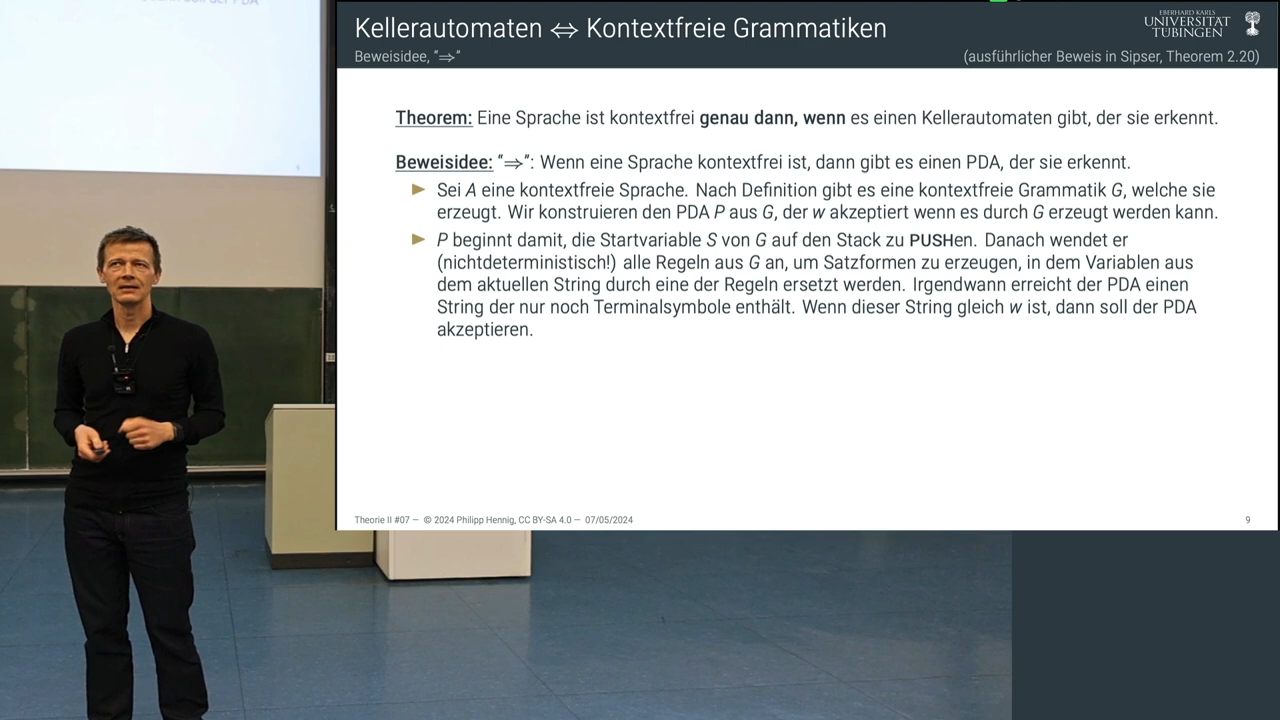 Kellerautomaten ⇔ Kontextfreie Grammatiken
Beweisidee, "⇒"
(ausführlicher Beweis in Sipser, Theorem 2.20)
EBERHARD KARLS
UNIVERSITÄT
TÜBINGEN
Theorem: Eine Sprache ist kontextfrei genau dann, wenn es einen Kellerautomaten gibt, der sie erkennt.
Beweisidee: "⇒": Wenn eine Sprache kontextfrei ist, dann gibt es einen PDA, der sie erkennt.
Sei A eine kontextfreie Sprache. Nach Definition gibt es eine kontextfreie Grammatik G, welche sie
erzeugt. Wir konstruieren den PDA P aus G, der w akzeptiert wenn es durch G erzeugt werden kann.
P beginnt damit, die Startvariable S von G auf den Stack zu PUSHen. Danach wendet er
(nichtdeterministisch!) alle Regeln aus G an, um Satzformen zu erzeugen, in dem Variablen aus
dem aktuellen String durch eine der Regeln ersetzt werden. Irgendwann erreicht der PDA einen
String der nur noch Terminalsymbole enthält. Wenn dieser String gleich w ist, dann soll der PDA
akzeptieren.
Theorie II #07 — © 2024 Philipp Hennig, CC BY-SA 4.0 — 07/05/2024
9